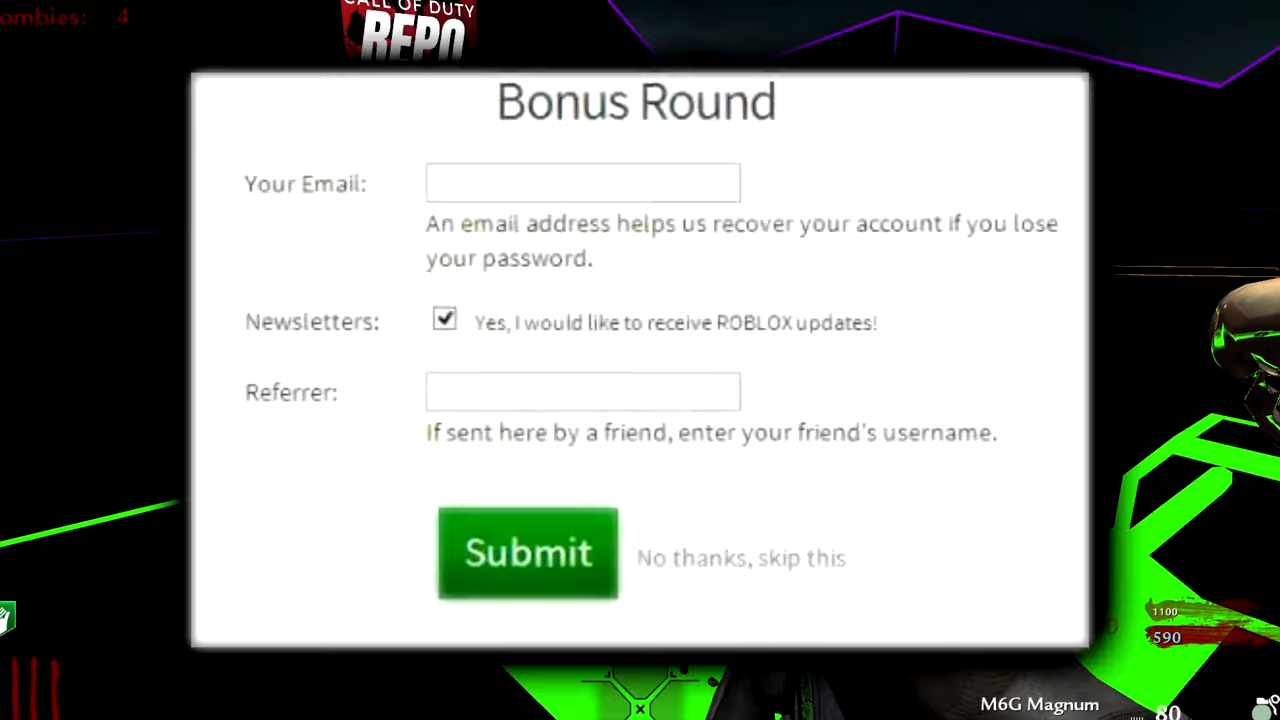 ombies: 4
CALL OF DUTY
REPO
Bonus Round
Your Email:
An email address helps us recover your account if you lose
your password.
Newsletters:
Yes, I would like to receive ROBLOX updates!
Referrer:
If sent here by a friend, enter your friend's username.
Submit
No thanks, skip this
1100
590
M6G Magnum
80